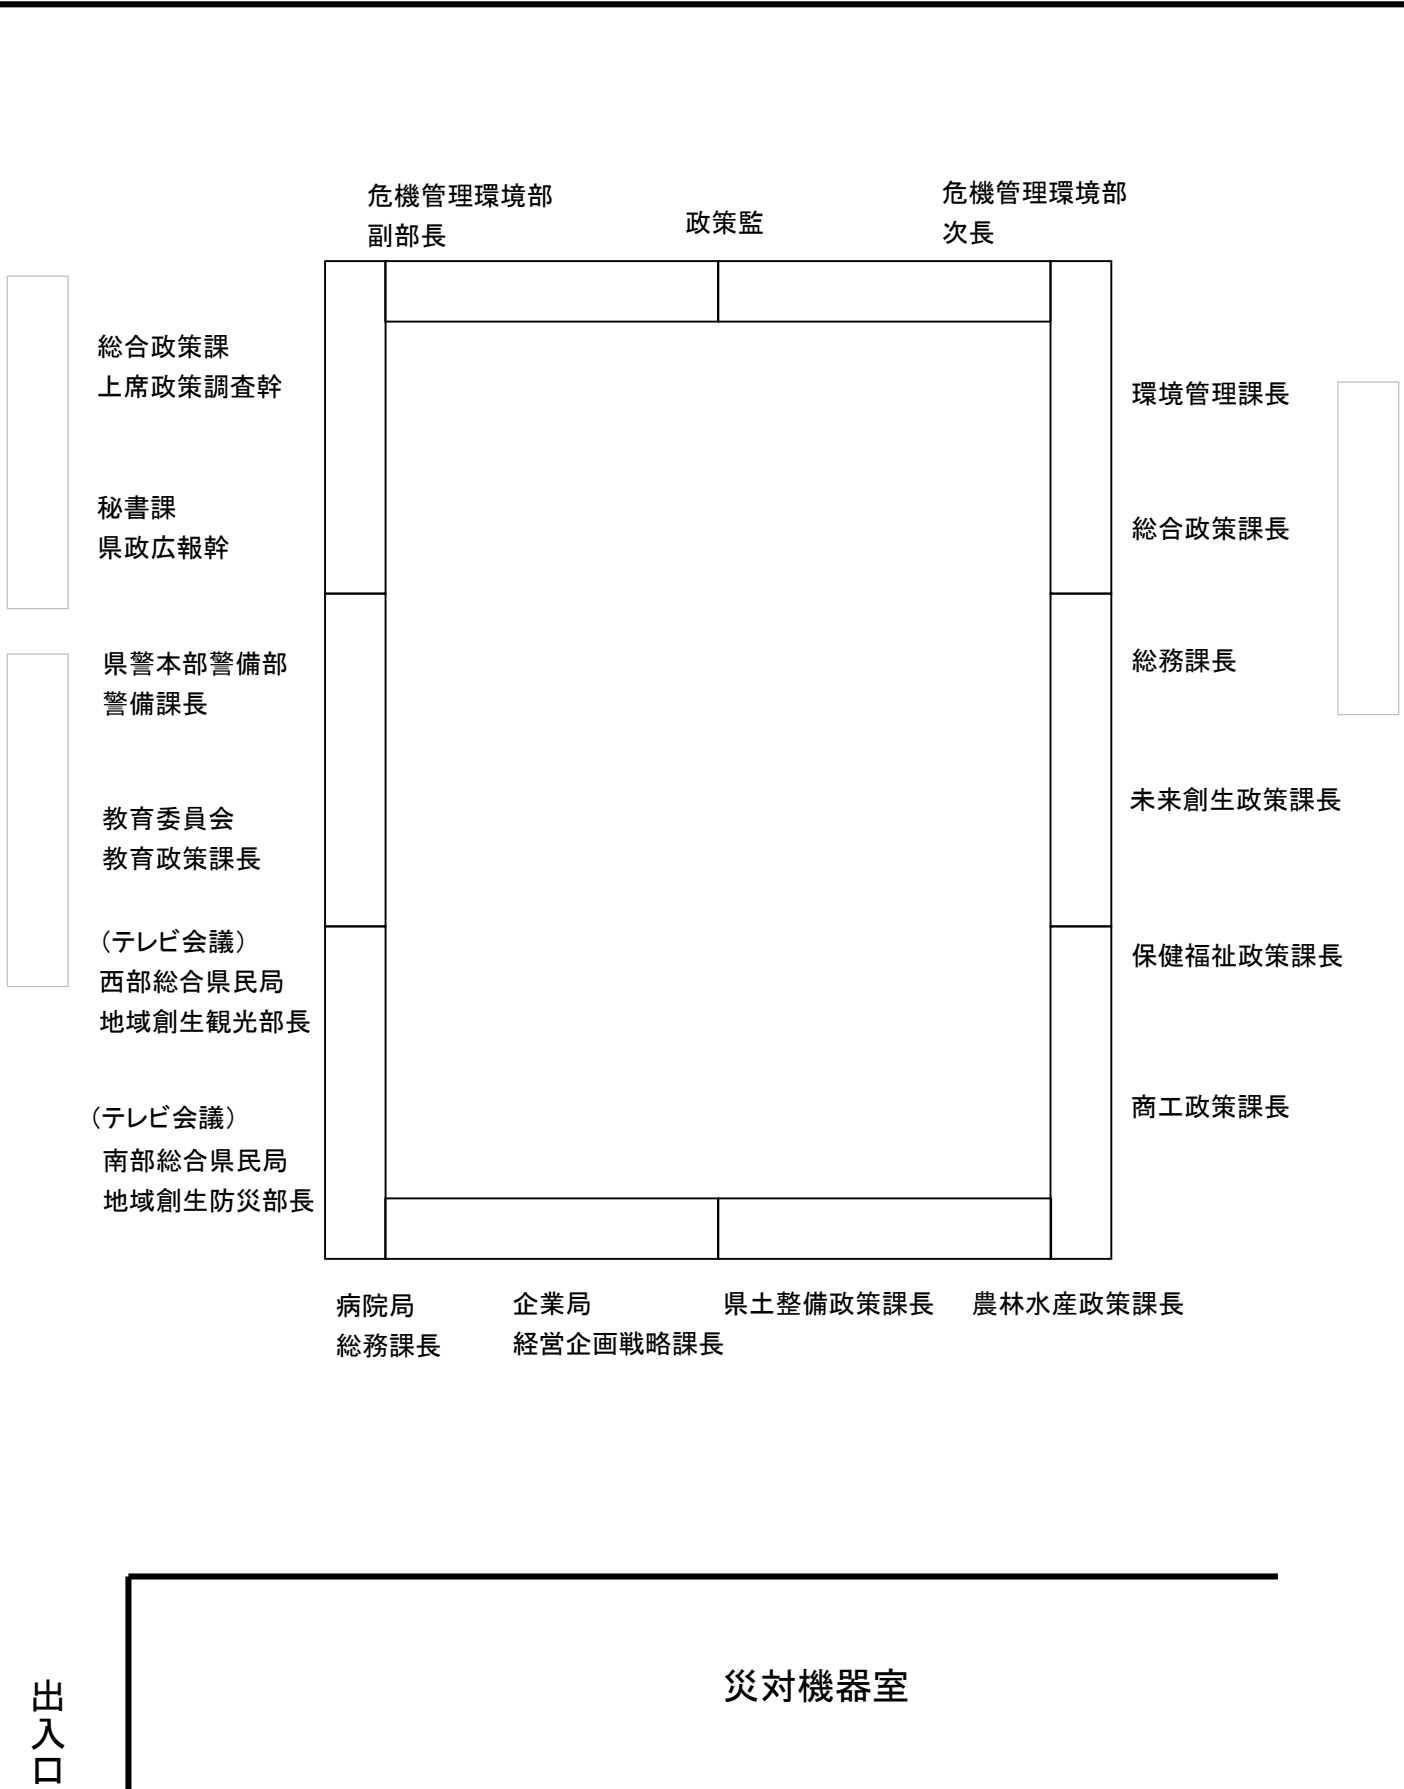 危機管理環境部
副部長
政策監
危機管理環境部
次長
総合政策課
上席政策調査幹
秘書課
県政広報幹
県警本部警備部
警備課長
教育委員会
教育政策課長
（テレビ会議）
西部総合県民局
地域創生観光部長
（テレビ会議）
南部総合県民局
地域創生防災部長
環境管理課長
総合政策課長
総務課長
未来創生政策課長
保健福祉政策課長
商工政策課長
病院局
総務課長
企業局
経営企画戦略課長
県土整備政策課長
農林水産政策課長
災対機器室
出入口